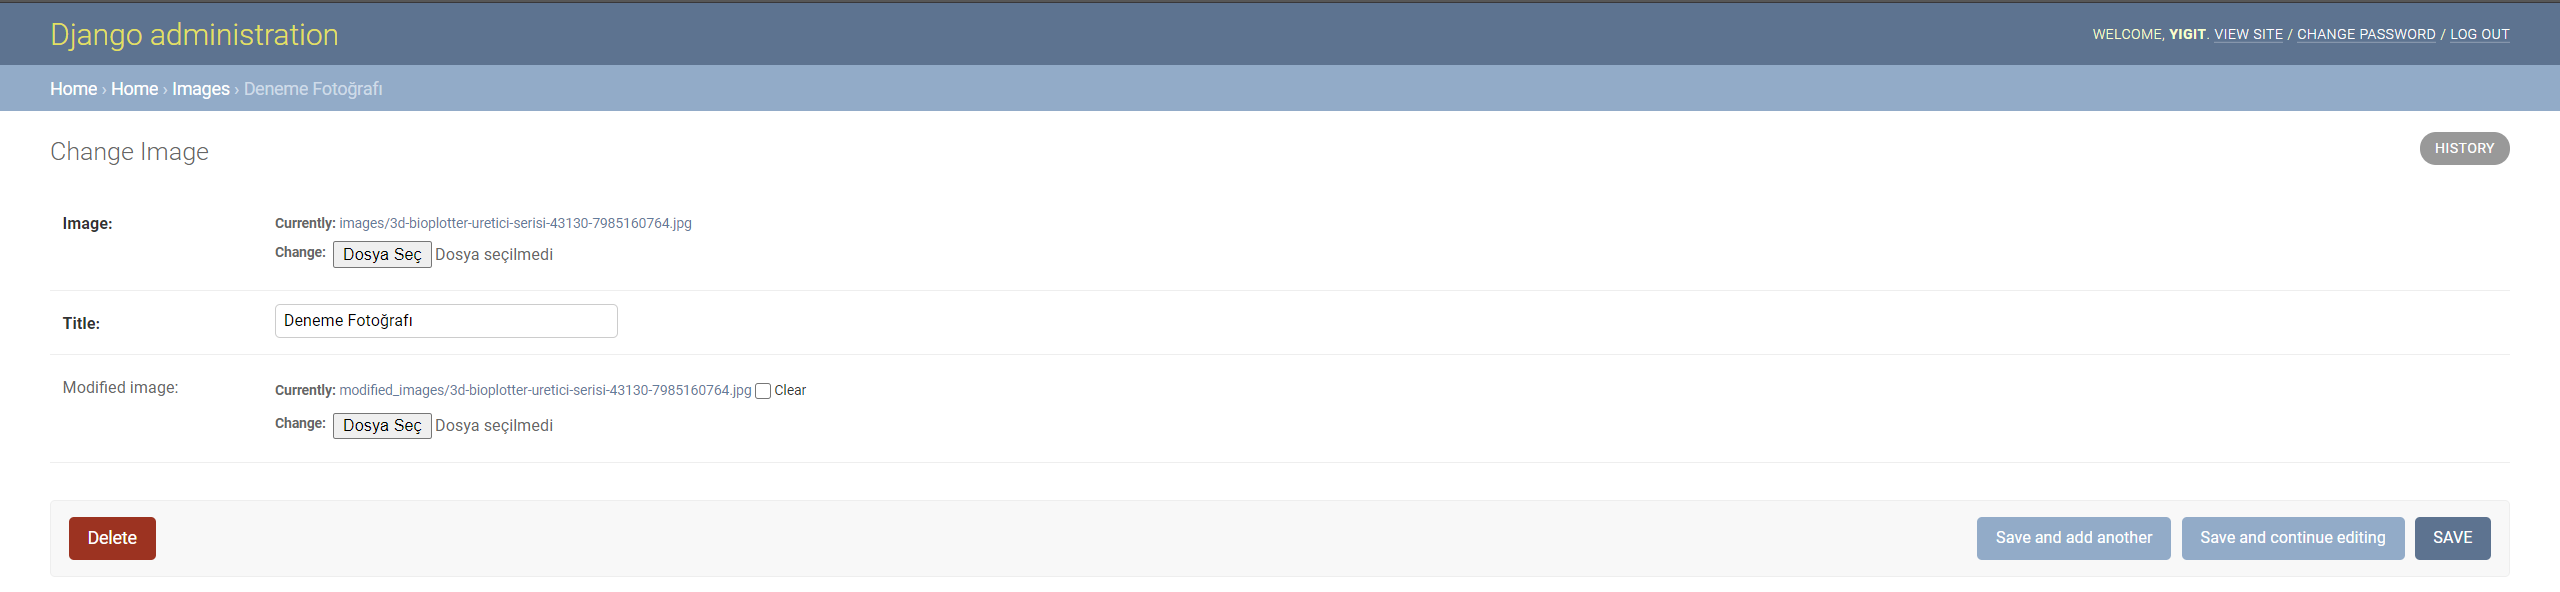 Django administration
WELCOME, YIGIT. VIEW SITE / CHANGE PASSWORD / LOG OUT
Home › Home › Images › Deneme Fotoğrafı
Change Image
HISTORY
Image:
Currently: images/3d-bioplotter-uretici-serisi-43130-7985160764.jpg
Change: Dosya Seç Dosya seçilmedi
Title:
Deneme Fotoğrafı
Modified image:
Currently: modified_images/3d-bioplotter-uretici-serisi-43130-7985160764.jpg Clear
Change: Dosya Seç Dosya seçilmedi
Delete
Save and add another
Save and continue editing
SAVE